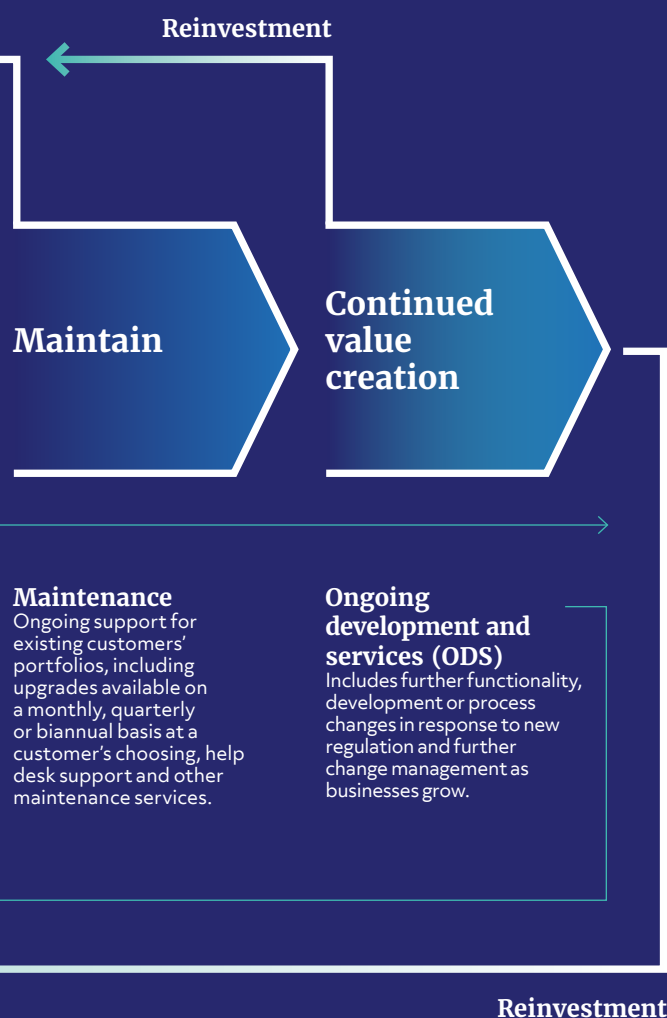 Reinvestment
Maintain
Continued
value
creation
Maintenance
Ongoing support for
existing customers’
portfolios, including
upgrades available on
a monthly, quarterly
or biannual basis at a
customer’s choosing, help
desk support and other
maintenance services.
Ongoing
development and
services (ODS)
Includes further functionality,
development or process
changes in response to new
regulation and further
change management as
businesses grow.
Reinvestment